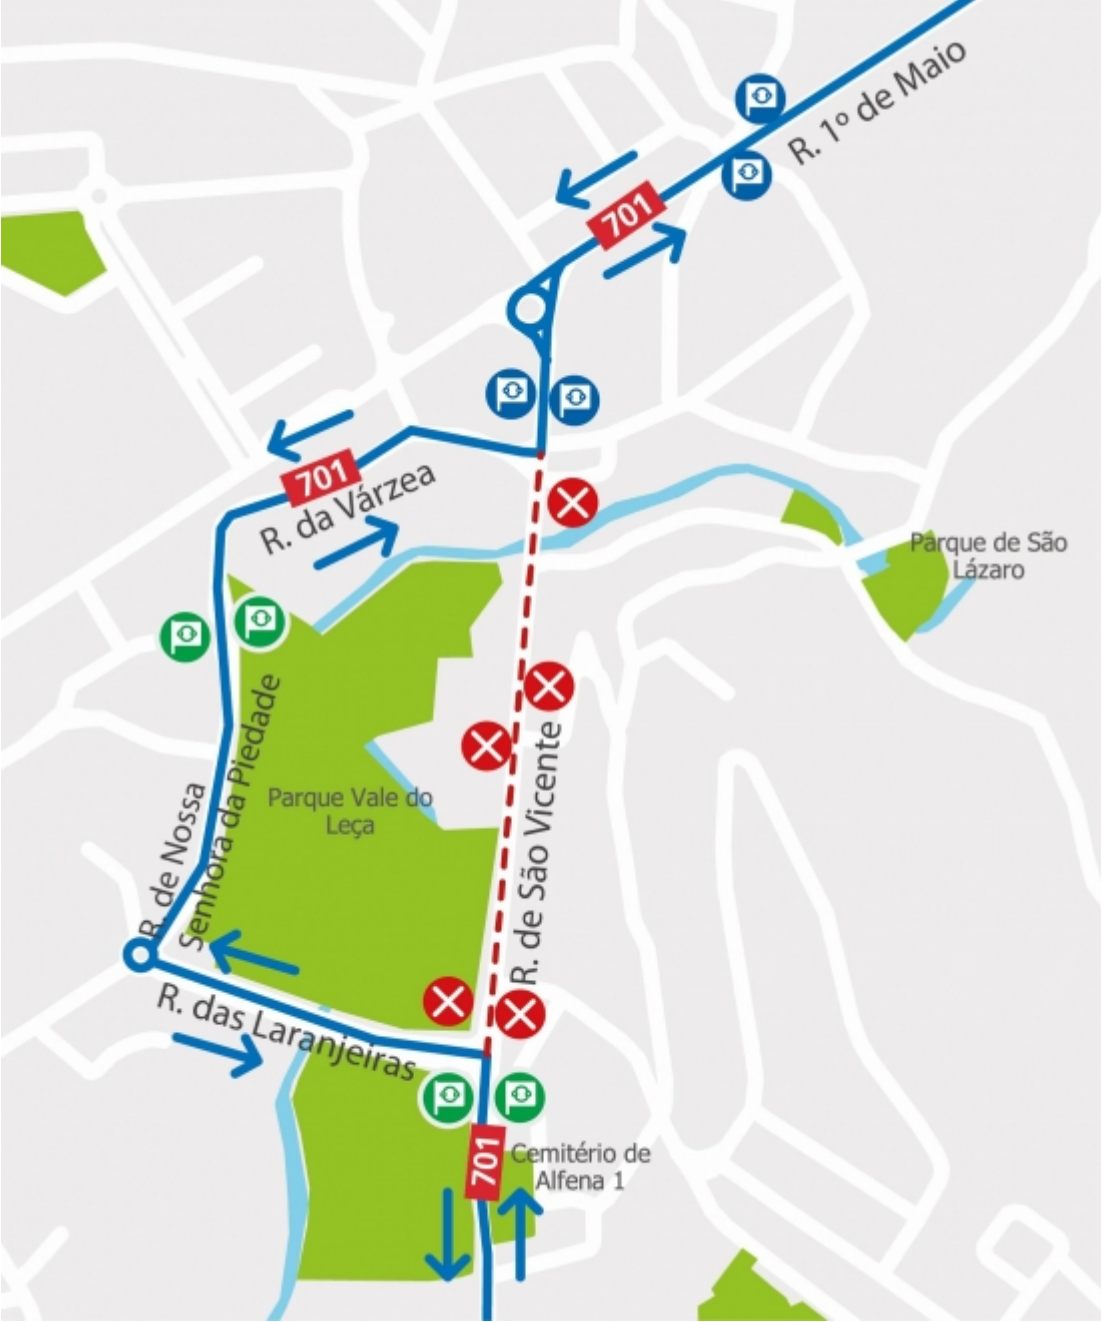 R. 1º de Maio
701
701
R. da Várzea
Parque de São
Lázaro
R. de Nossa
Senhora da Piedade
Parque Vale do
Leça
R. de São Vicente
R. das Laranjeiras
701
Cemitério de
Alfena 1